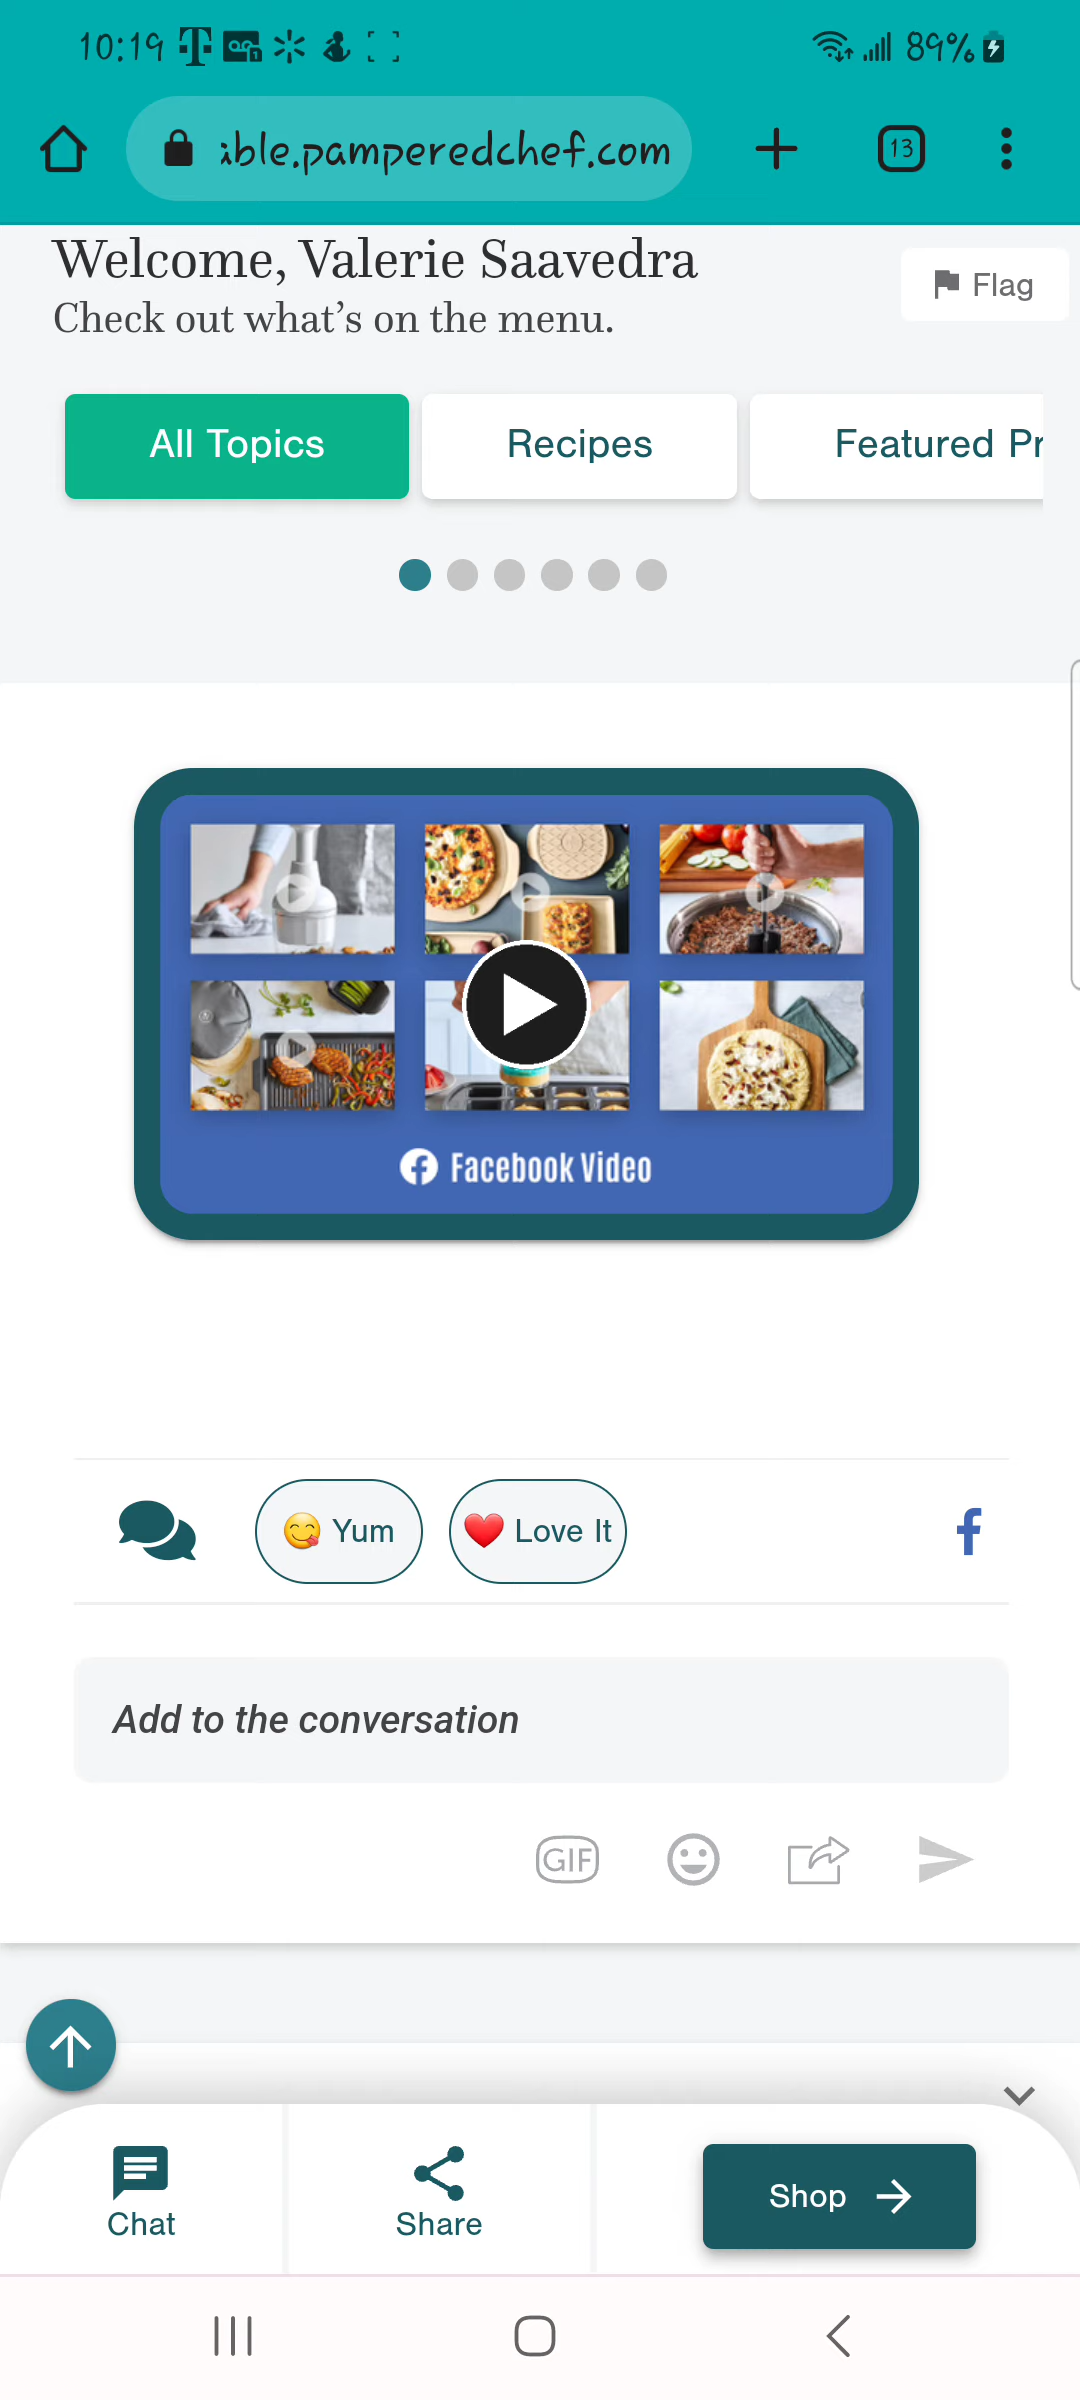 10:19
89%
ible.pamperedchef.com
13
Welcome, Valerie Saavedra
Flag
Check out what's on the menu.
All Topics
Recipes
Featured Pr
Facebook Video
Yum
Love It
Add to the conversation
GIF
Chat
Share
Shop